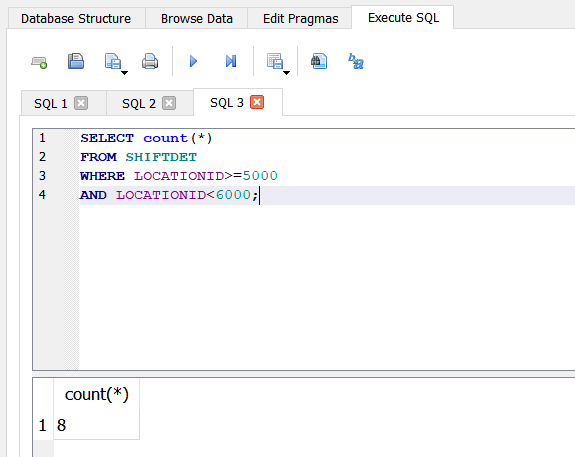 Database Structure Browse Data Edit Pragmas Execute SQL
SQL 1 SQL 2 SQL 3
1 SELECT count(*)
2 FROM SHIFTDET
3 WHERE LOCATIONID>=5000
4 AND LOCATIONID<6000;
count(*)
1 8